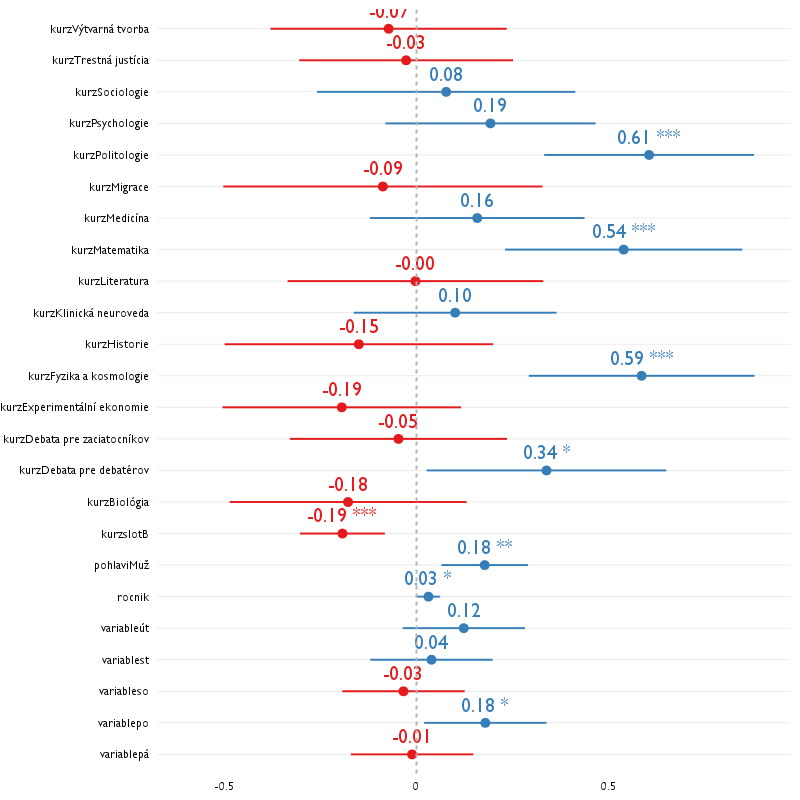 -0.07
kurzVýtvarná tvorba
-0.03
kurzTrestná justícia
0.08
kurzSociologie
0.19
kurzPsychologie
0.61 ***
kurzPolitologie
-0.09
kurzMigrace
0.16
kurzMedicína
0.54 ***
kurzMatematika
-0.00
kurzLiteratura
0.10
kurzKlinická neuroveda
-0.15
kurzHistorie
0.59 ***
kurzFyzika a kosmologie
-0.19
kurzExperimentální ekonomie
-0.05
kurzDebata pre zaciatocníkov
0.34 *
kurzDebata pre debatérov
-0.18
kurzBiológia
-0.19 ***
kurzslotB
0.18 **
pohlaviMuž
0.03 *
rocnik
0.12
variableút
0.04
variablest
-0.03
variableso
0.18 *
variablepo
-0.01
variablepá
-0.5 0 0.5